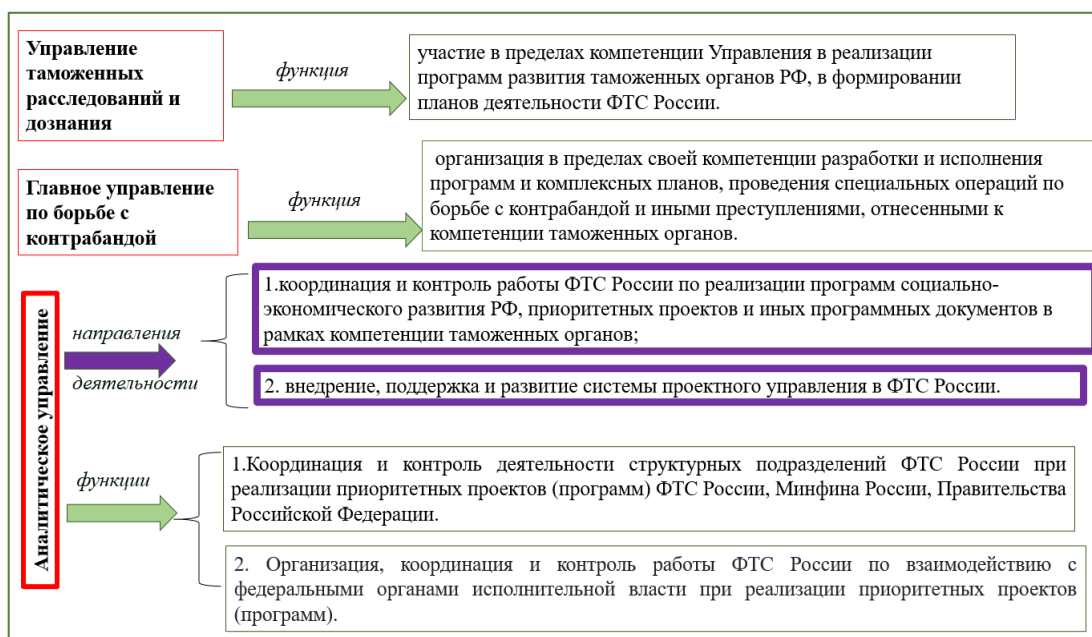 Управление
таможенных
расследований и
дознания
функция
участие в пределах компетенции Управления в реализации
программ развития таможенных органов РФ, в формировании
планов деятельности ФТС России.
Главное управление
по борьбе с
контрабандой
функция
организация в пределах своей компетенции разработки и исполнения
программ и комплексных планов, проведения специальных операций по
борьбе с контрабандой и иными преступлениями, отнесенными к
компетенции таможенных органов.
Аналитическое управление
направления
деятельности
1.координация и контроль работы ФТС России по реализации программ социально-
экономического развития РФ, приоритетных проектов и иных программных документов в
рамках компетенции таможенных органов;
2. внедрение, поддержка и развитие системы проектного управления в ФТС России.
функции
1.Координация и контроль деятельности структурных подразделений ФТС России при
реализации приоритетных проектов (программ) ФТС России, Минфина России, Правительства
Российской Федерации.
2. Организация, координация и контроль работы ФТС России по взаимодействию с
федеральными органами исполнительной власти при реализации приоритетных проектов
(программ).